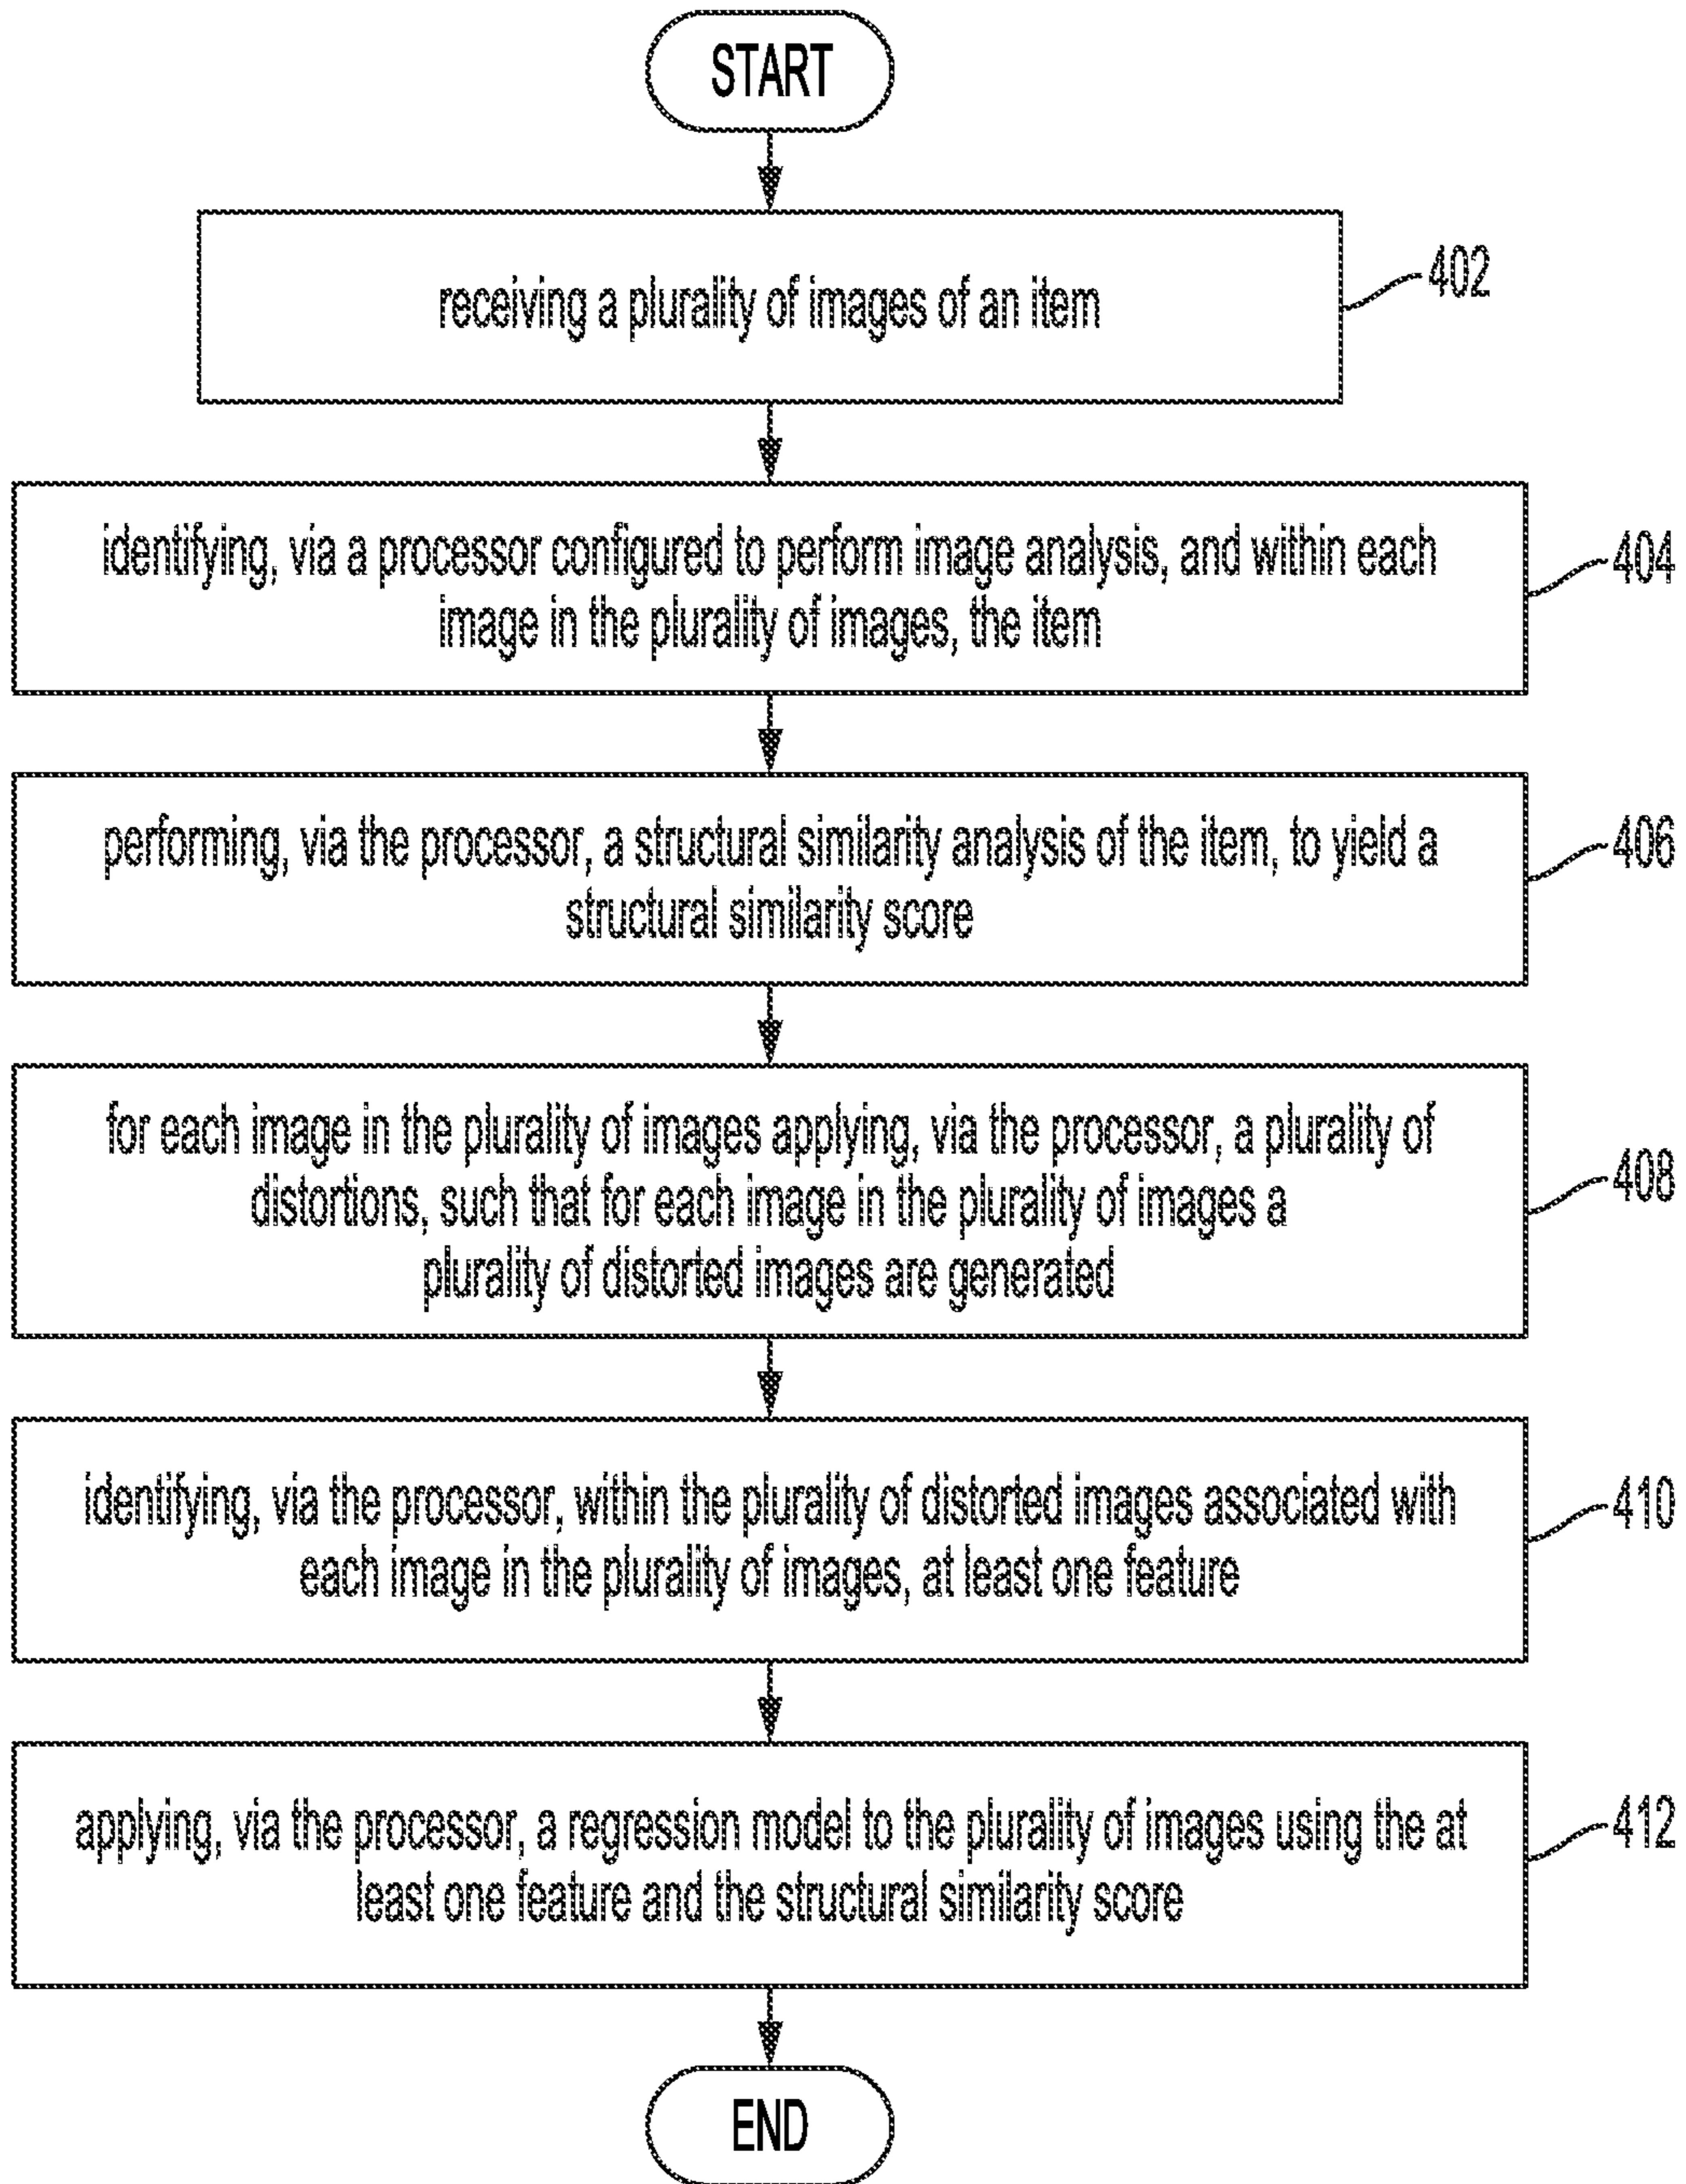 START
receiving a plurality of images of an item
402
identifying, via a processor configured to perform image analysis, and within each
image in the plurality of images, the item
404
performing, via the processor, a structural similarity analysis of the item, to yield a
structural similarity score
406
for each image in the plurality of images applying, via the processor, a plurality of
distortions, such that for each image in the plurality of images a
plurality of distorted images are generated
408
identifying, via the processor, within the plurality of distorted images associated with
each image in the plurality of images, at least one feature
410
applying, via the processor, a regression model to the plurality of images using the at
least one feature and the structural similarity score
412
END